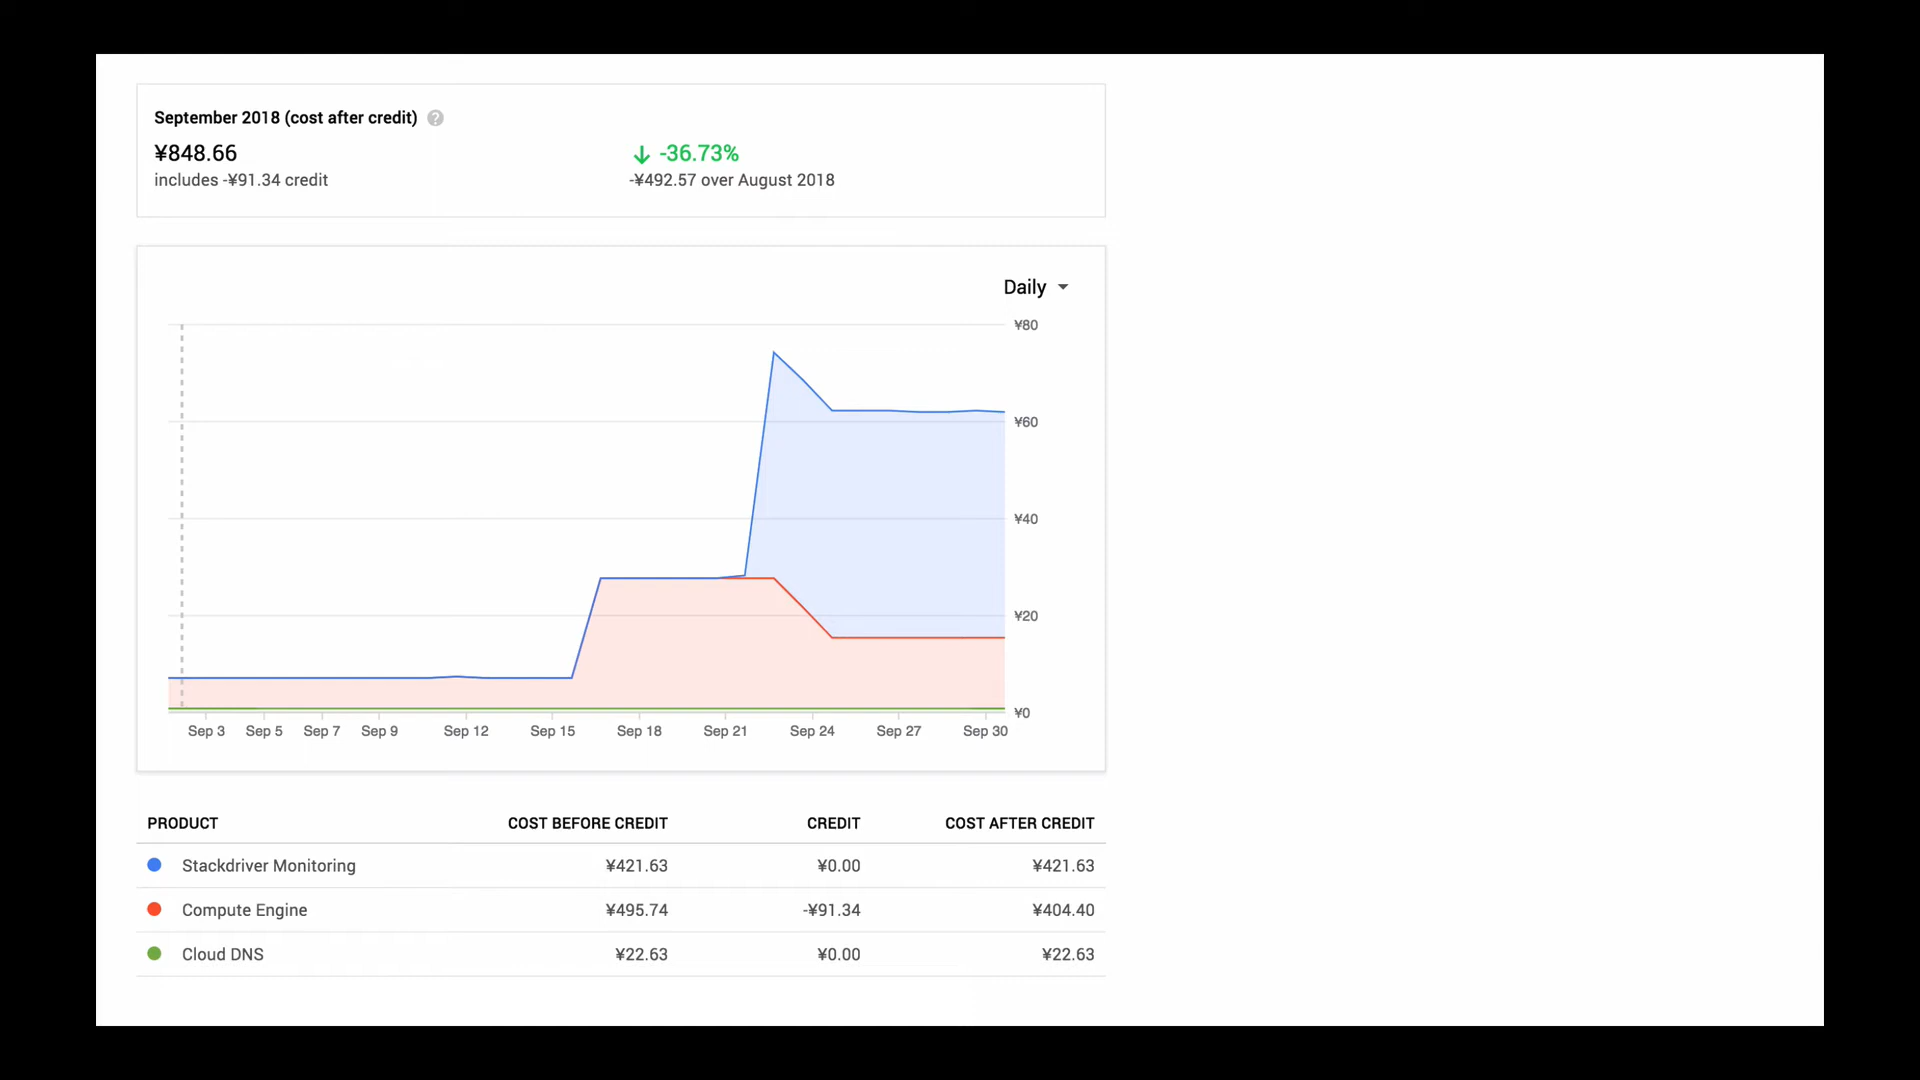 September 2018 (cost after credit) ?
¥848.66
includes -¥91.34 credit
-36.73%
-¥492.57 over August 2018
Daily
¥80
¥60
¥40
¥20
¥0
Sep 3 Sep 5 Sep 7 Sep 9 Sep 12 Sep 15 Sep 18 Sep 21 Sep 24 Sep 27 Sep 30
PRODUCT COST BEFORE CREDIT CREDIT COST AFTER CREDIT
Stackdriver Monitoring ¥421.63 ¥0.00 ¥421.63
Compute Engine ¥495.74 -¥91.34 ¥404.40
Cloud DNS ¥22.63 ¥0.00 ¥22.63